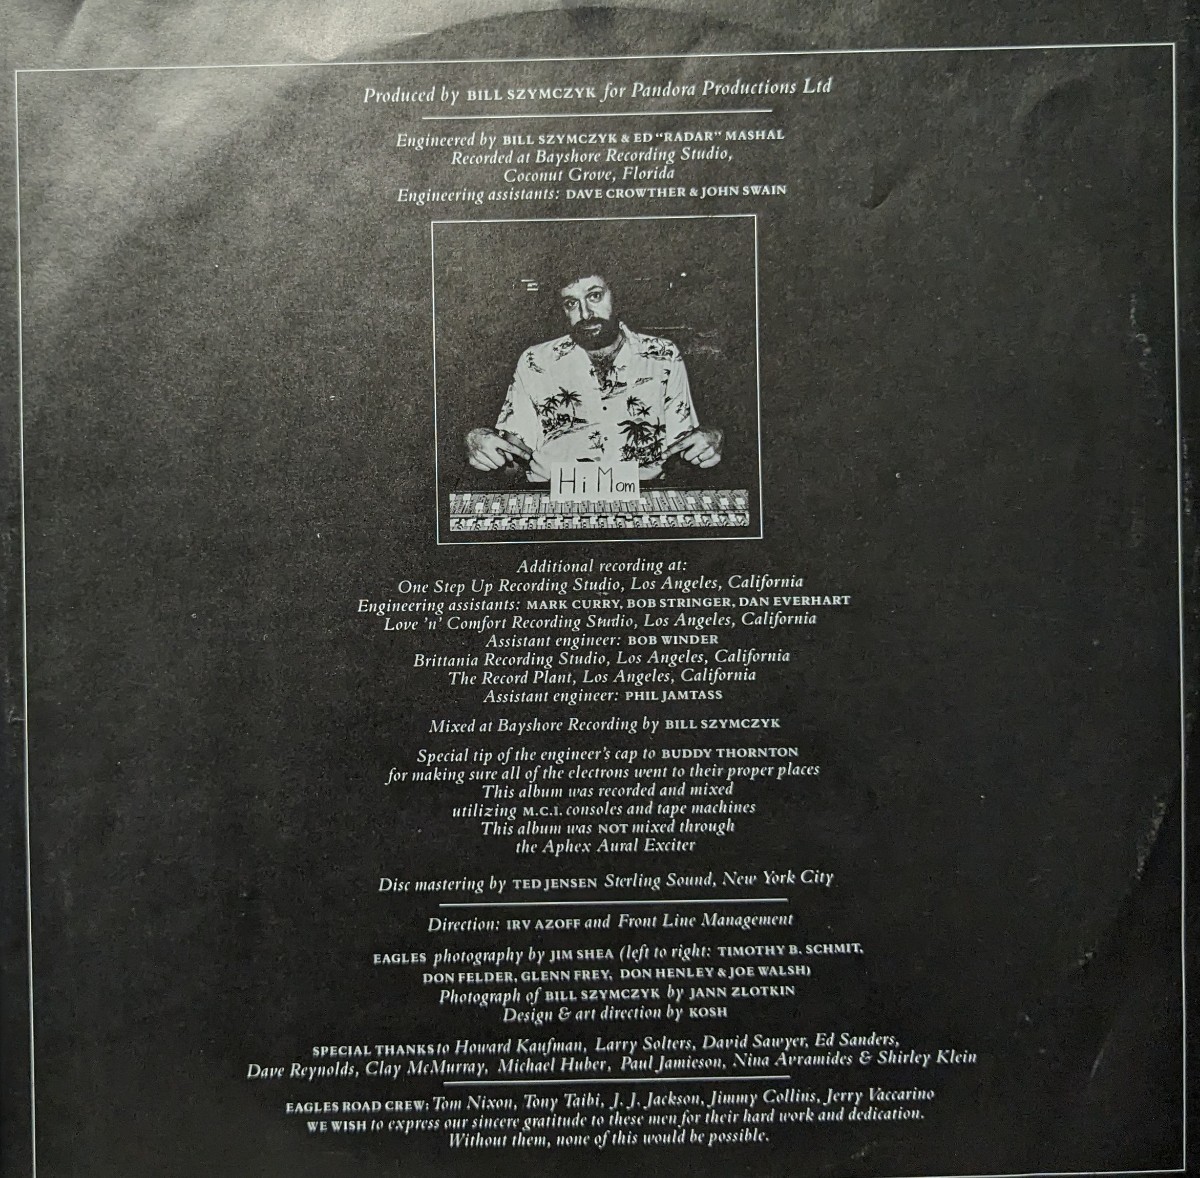 Produced by BILL SZYMCZYK for Pandora Productions Ltd
Engineered by BILL SZYMCZYK & ED "RADAR" MASHAL
Recorded at Bayshore Recording Studio,
Coconut Grove, Florida
Engineering assistants: DAVE CROWTHER & JOHN SWAIN
Hi Mom
Additional recording at:
One Step Up Recording Studio, Los Angeles, California
Engineering assistants: MARK CURRY, BOB STRINGER, DAN EVERHART
Love 'n' Comfort Recording Studio, Los Angeles, California
Assistant engineer: BOB WINDER
Brittania Recording Studio, Los Angeles, California
The Record Plant, Los Angeles, California
Assistant engineer: PHIL JAMTASS
Mixed at Bayshore Recording by BILL SZYMCZYK
Special tip of the engineer's cap to BUDDY THORNTON
for making sure all of the electrons went to their proper places
This album was recorded and mixed
utilizing M.C.I. consoles and tape machines
This album was NOT mixed through
the Aphex Aural Exciter
Disc mastering by TED JENSEN Sterling Sound, New York City
Direction: IRV AZOFF and Front Line Management
EAGLES photography by JIM SHEA (left to right: TIMOTHY B. SCHMIT,
DON FELDER, GLENN FREY, DON HENLEY & JOE WALSH)
Photograph of BILL SZYMCZYK by JANN ZLOTKIN
Design & art direction by KOSH
SPECIAL THANKS to Howard Kaufman, Larry Solters, David Sawyer, Ed Sanders,
Dave Reynolds, Clay McMurray, Michael Huber, Paul Jamieson, Nina Avramides & Shirley Klein
EAGLES ROAD CREW: Tom Nixon, Tony Taibi, J. J. Jackson, Jimmy Collins, Jerry Vaccarino
WE WISH to express our sincere gratitude to these men for their hard work and dedication.
Without them, none of this would be possible.